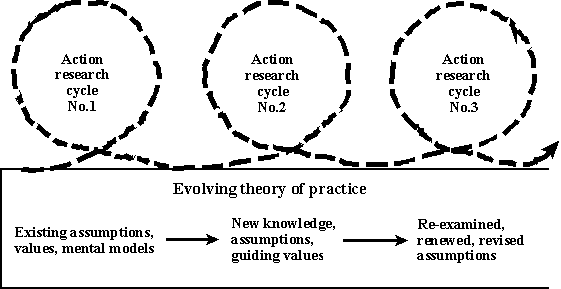 Action
research
cycle
No.1
Action
research
cycle
No.2
Action
research
cycle
No.3
Evolving theory of practice
Existing assumptions,
values, mental models
New knowledge,
assumptions,
guiding values
Re-examined,
renewed, revised
assumptions